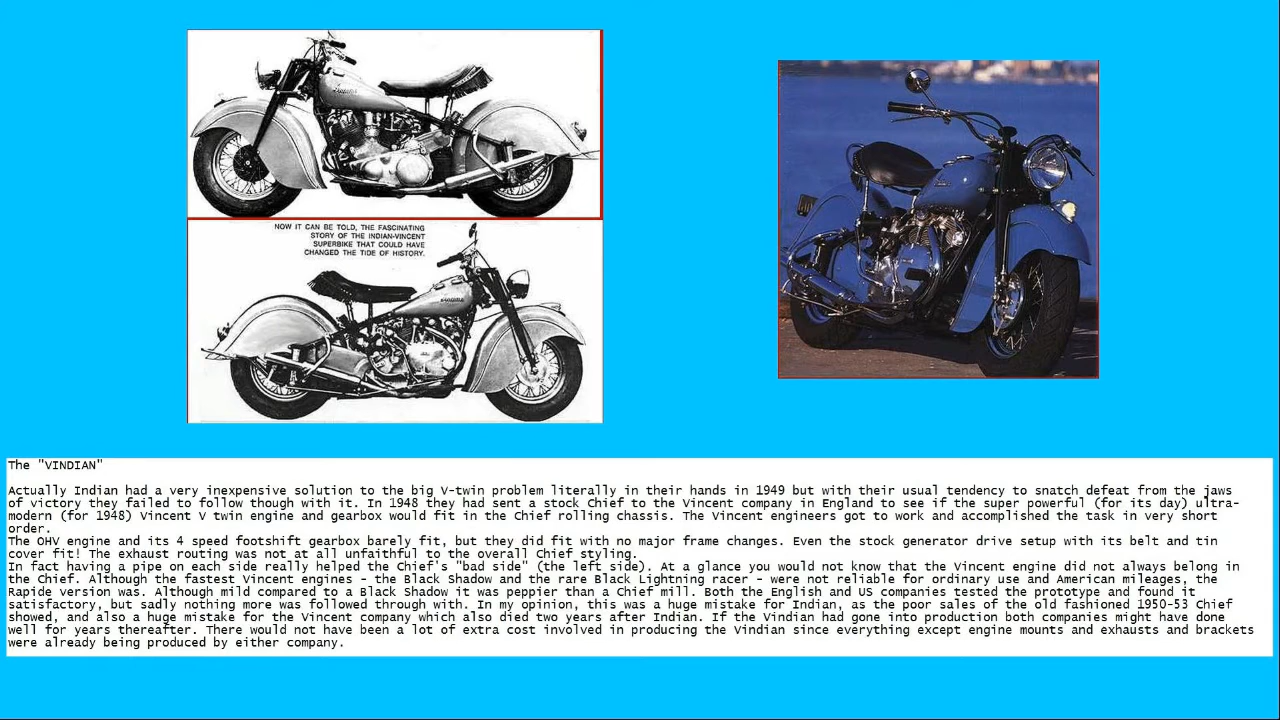 NOW IT CAN BE TOLD, THE FASCINATING
STORY OF THE INDIAN-VINCENT
SUPERBIKE THAT COULD HAVE
CHANGED THE TIDE OF HISTORY.
The "VINDIAN"
Actually Indian had a very inexpensive solution to the big V-twin problem literally in their hands in 1949 but with their usual tendency to snatch defeat from the jaws
of victory they failed to follow though with it. In 1948 they had sent a stock Chief to the Vincent company in England to see if the super powerful (for its day) ultra-
modern (for 1948) Vincent V twin engine and gearbox would fit in the Chief rolling chassis. The Vincent engineers got to work and accomplished the task in very short
order.
The OHV engine and its 4 speed footshift gearbox barely fit, but they did fit with no major frame changes. Even the stock generator drive setup with its belt and tin
cover fit! The exhaust routing was not at all unfaithful to the overall Chief styling.
In fact having a pipe on each side really helped the Chief's "bad side" (the left side). At a glance you would not know that the Vincent engine did not always belong in
the Chief. Although the fastest Vincent engines - the Black Shadow and the rare Black Lightning racer - were not reliable for ordinary use and American mileages, the
Rapide version was. Although mild compared to a Black Shadow it was peppier than a Chief mill. Both the English and US companies tested the prototype and found it
satisfactory, but sadly nothing more was followed through with. In my opinion, this was a huge mistake for Indian, as the poor sales of the old fashioned 1950-53 Chief
showed, and also a huge mistake for the Vincent company which also died two years after Indian. If the Vindian had gone into production both companies might have done
well for years thereafter. There would not have been a lot of extra cost involved in producing the Vindian since everything except engine mounts and exhausts and brackets
were already being produced by either company.